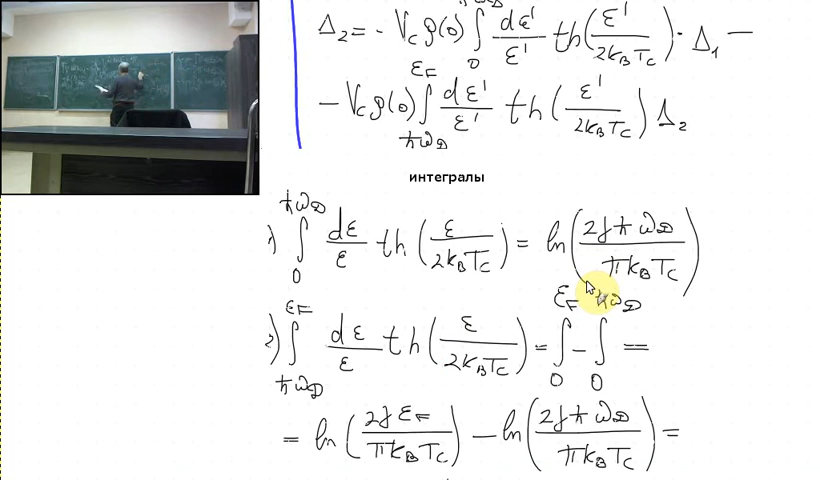 Δ₂ = - V_c ρ(0) ∫₀^{ħω_D} dε'/ε' th(ε'/2k_BT_c) · Δ₁ —
— V_c ρ(0) ∫_{ħω_D}^{ε_F} dε'/ε' th(ε'/2k_BT_c) Δ₂
интегралы
1) ∫₀^{ħω_D} dε/ε th(ε/2k_BT_c) = ln(2γħω_D/πk_BT_c)
2) ∫_{ħω_D}^{ε_F} dε/ε th(ε/2k_BT_c) = ∫₀^{ε_F} - ∫₀^{ħω_D} =
= ln(2γε_F/πk_BT_c) - ln(2γħω_D/πk_BT_c) =